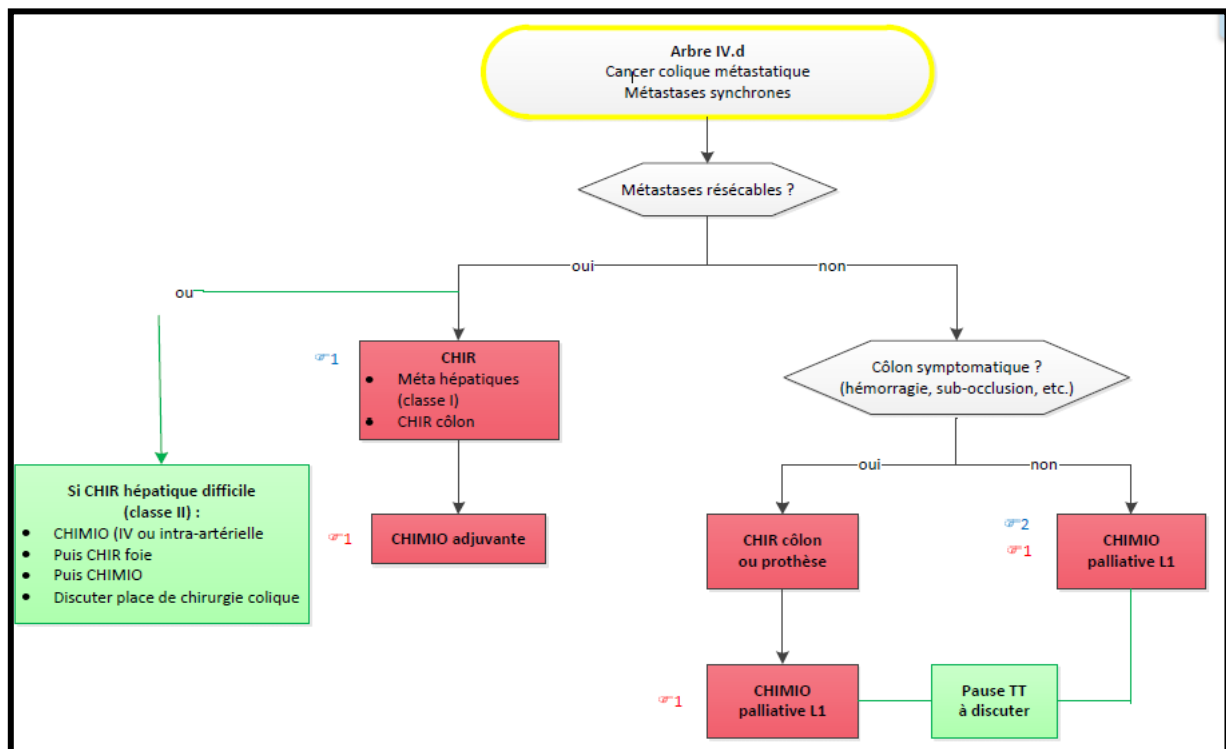 Arbre IV.d
Cancer colique métastatique
Métastases synchrones
Métastases résécables ?
oui
non
ou
☞1
CHIR
● Méta hépatiques
(classe I)
● CHIR côlon
Côlon symptomatique ?
(hémorragie, sub-occlusion, etc.)
oui
non
Si CHIR hépatique difficile
(classe II) :
● CHIMIO (IV ou intra-artérielle
● Puis CHIR foie
● Puis CHIMIO
● Discuter place de chirurgie colique
☞1
CHIMIO adjuvante
CHIR côlon
ou prothèse
☞2
☞1
CHIMIO
palliative L1
☞1
CHIMIO
palliative L1
Pause TT
à discuter